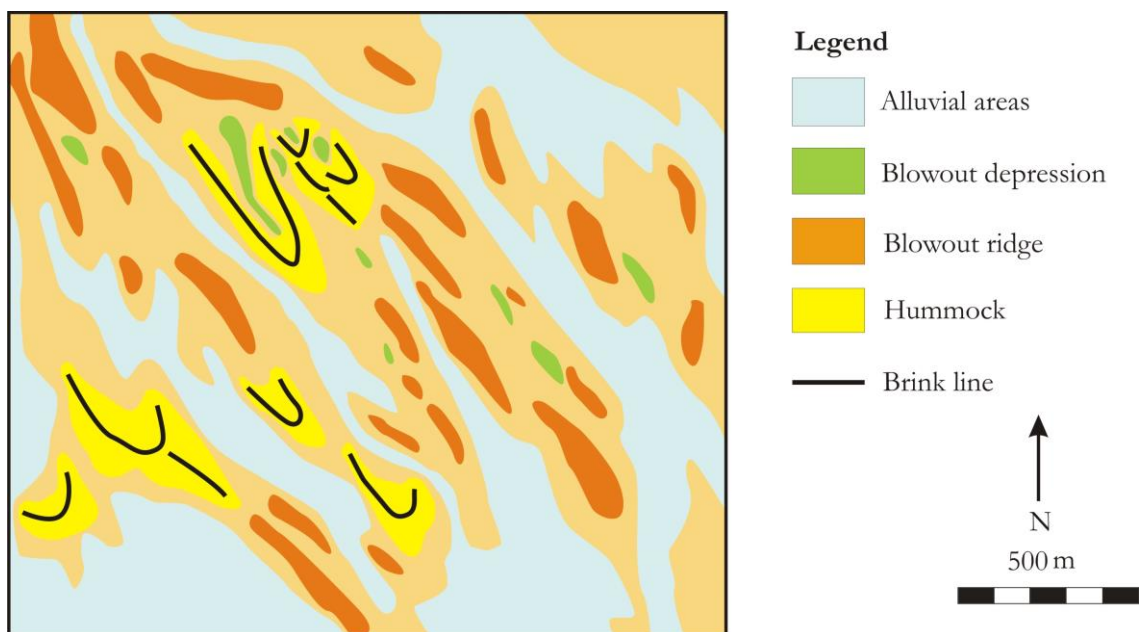 Legend
Alluvial areas
Blowout depression
Blowout ridge
Hummock
Brink line
N
500 m